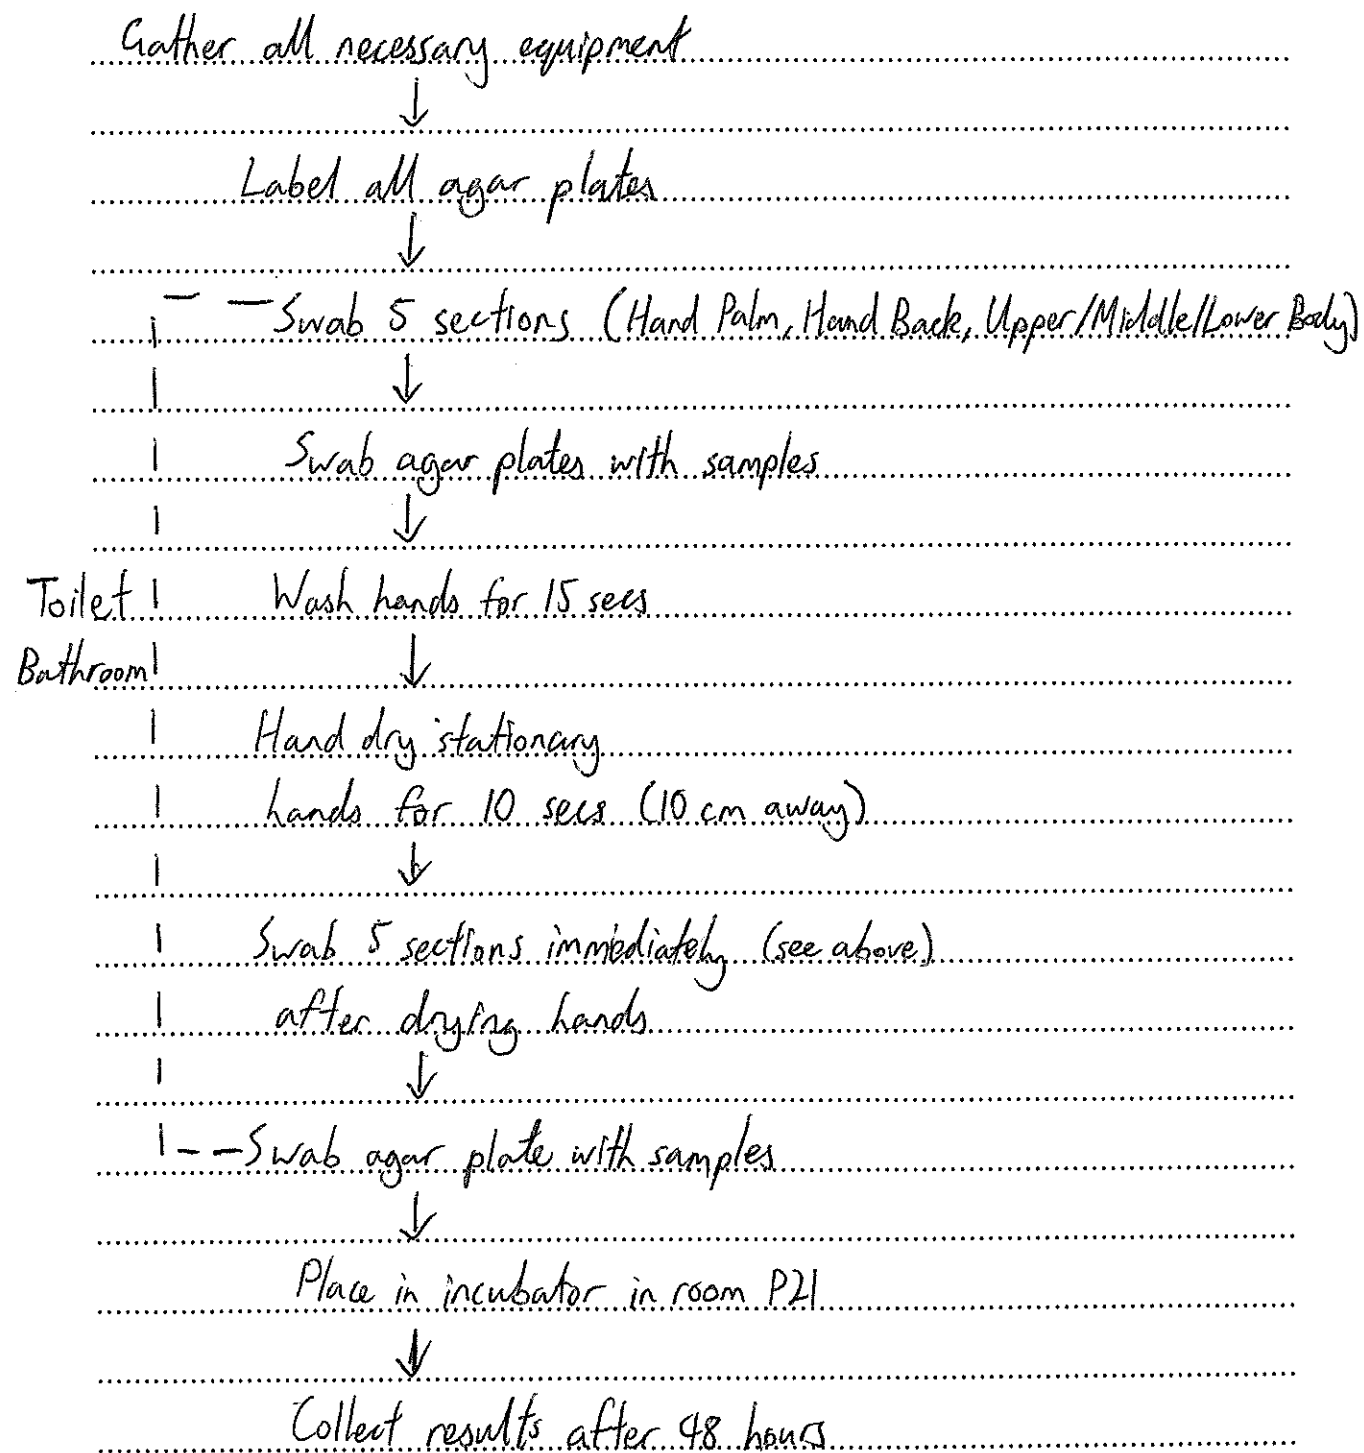 Gather all necessary equipment
↓
Label all agar plates
↓
Swab 5 sections (Hand Palm, Hand Back, Upper/Middle/Lower Body)
↓
Swab agar plates with samples
↓
Toilet Wash hands for 15 secs
Bathroom ↓
Hand dry stationary
hands for 10 secs (10 cm away)
↓
Swab 5 sections immediately (see above)
after drying hands
↓
Swab agar plate with samples
↓
Place in incubator in room P21
↓
Collect results after 48 hours